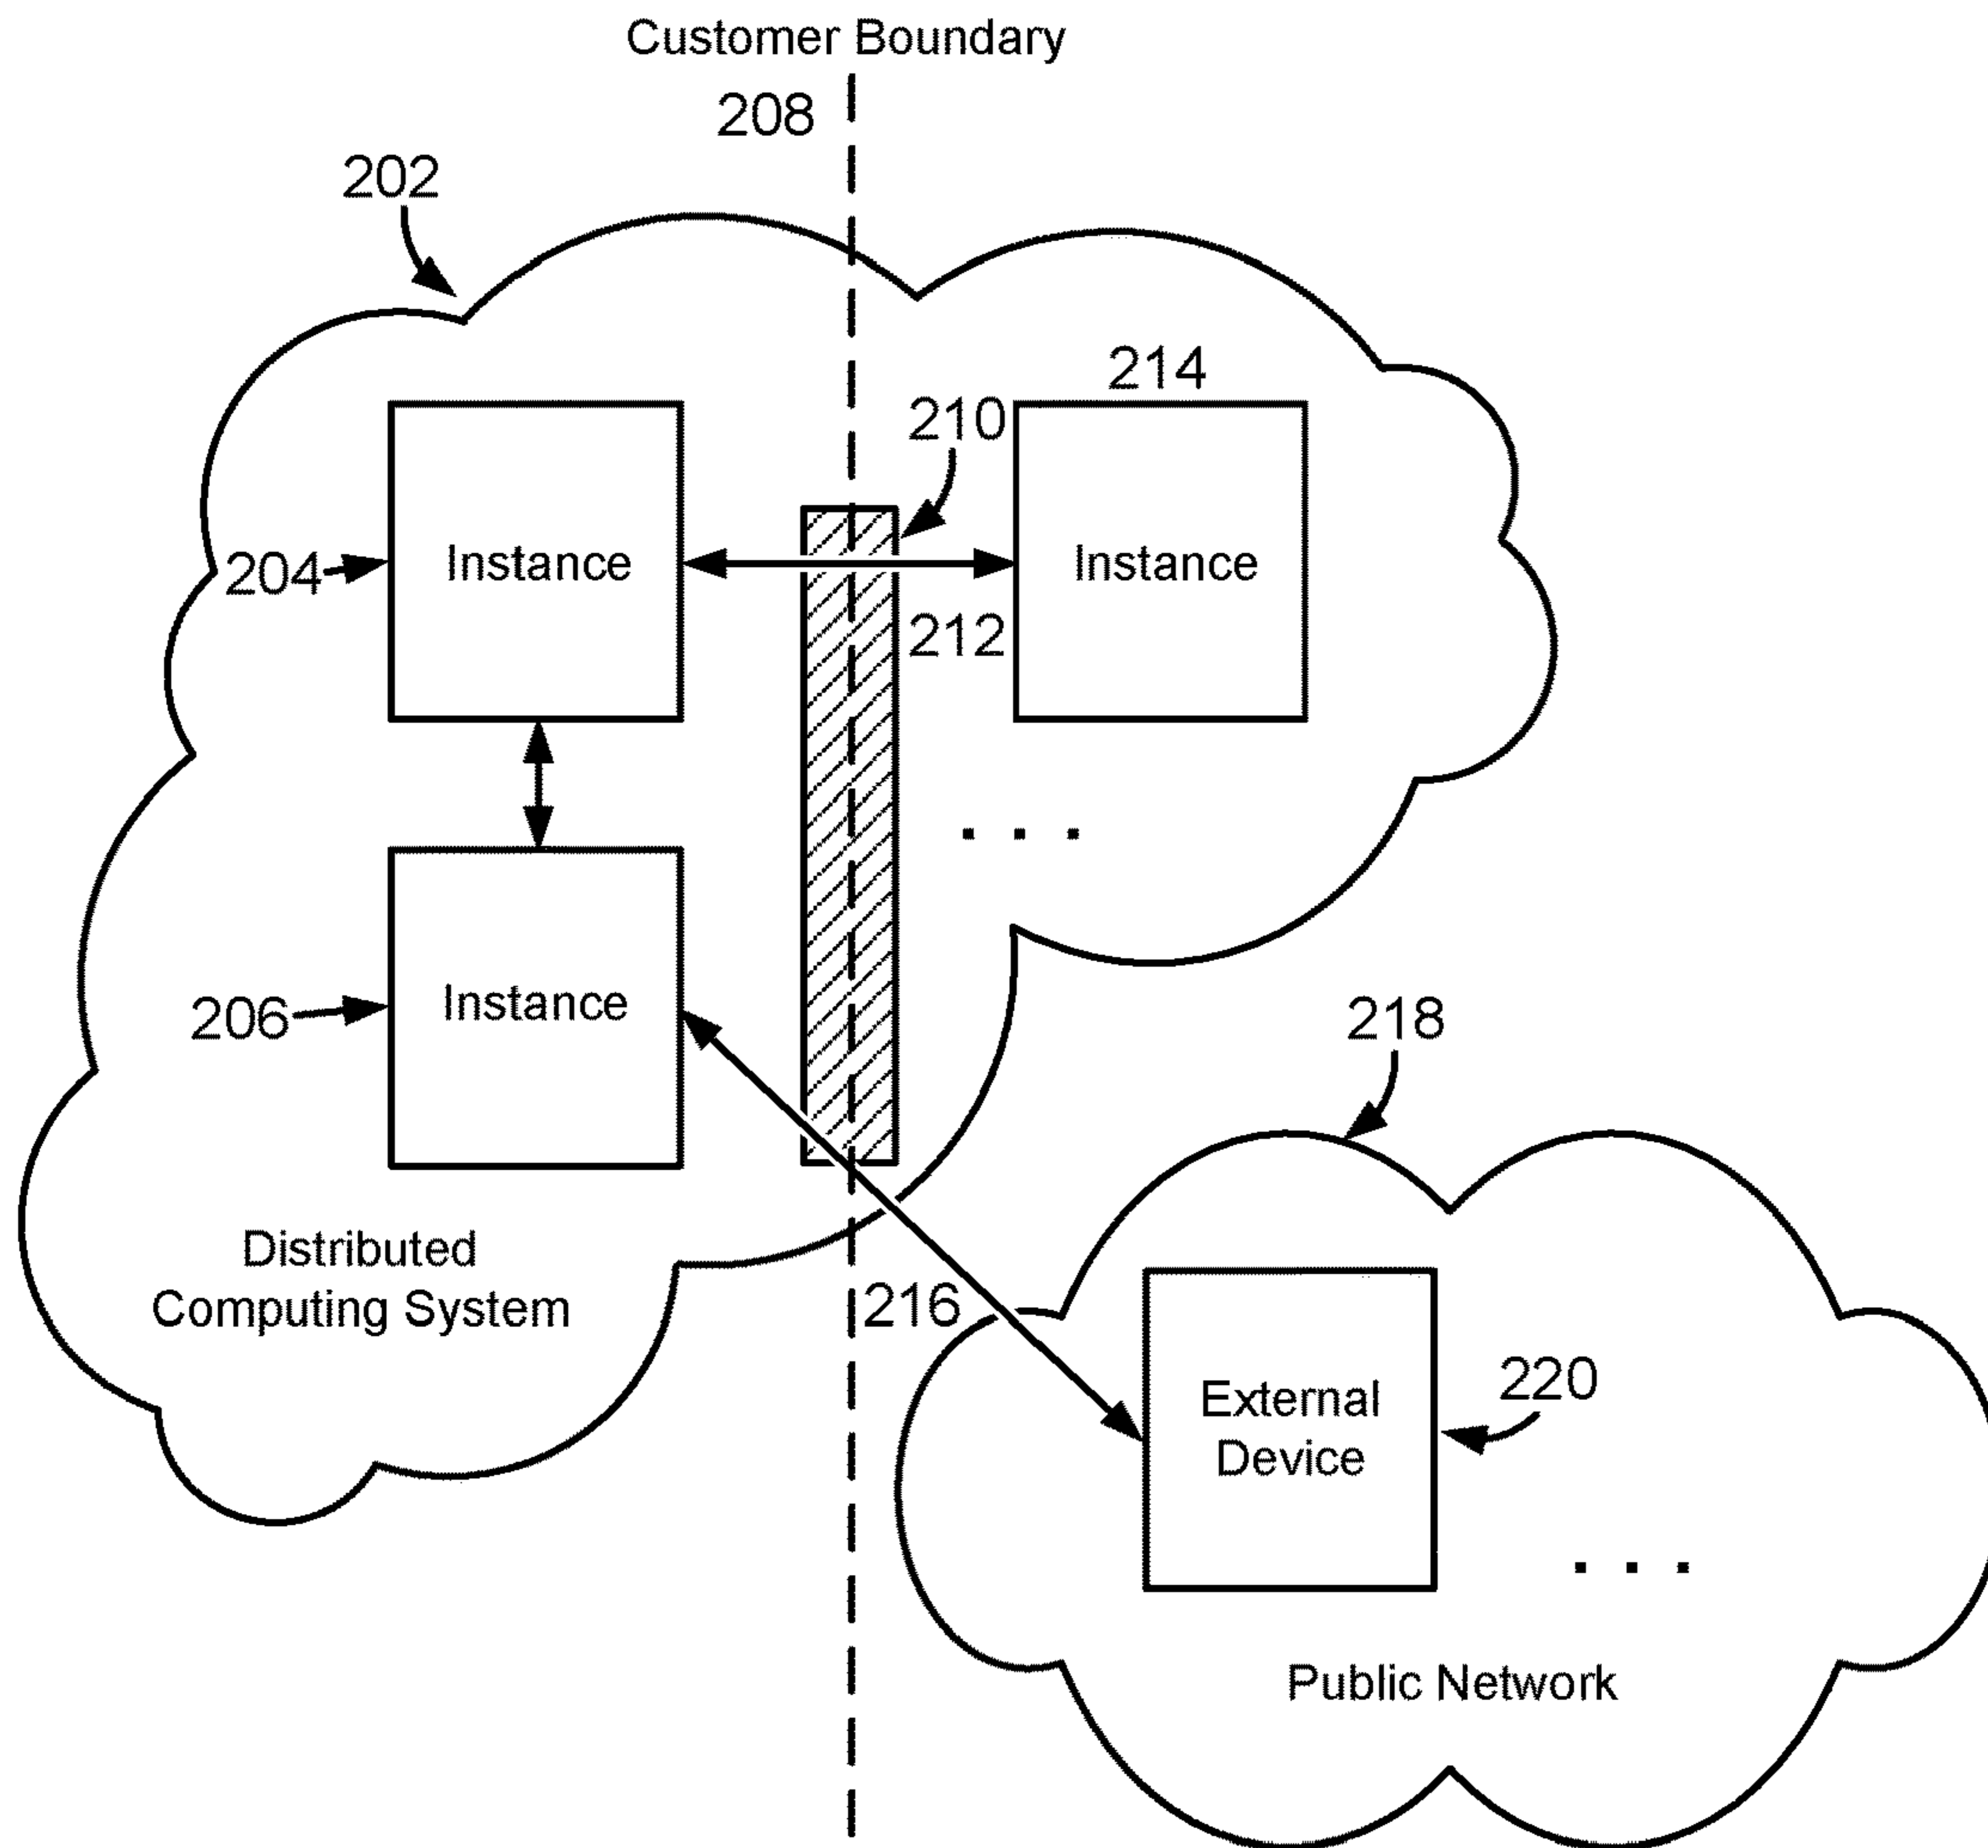 Customer Boundary
208
202
214
210
204
Instance
Instance
212
. . .
206
Instance
218
Distributed
Computing System
216
220
External
Device
. . .
Public Network